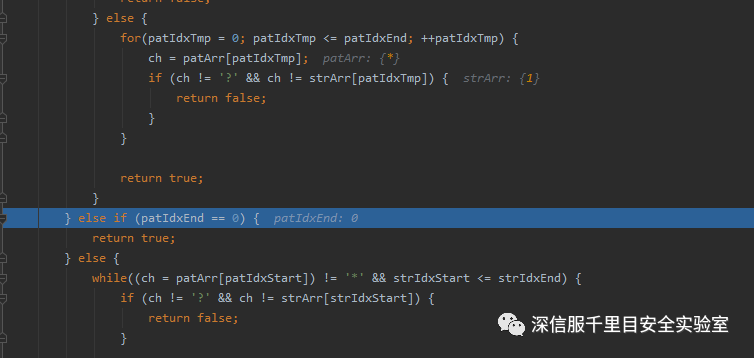 return false;
} else {
for(patIdxTmp = 0; patIdxTmp <= patIdxEnd; ++patIdxTmp) {
ch = patArr[patIdxTmp]; patArr: {*}
if (ch != '?' && ch != strArr[patIdxTmp]) { strArr: {1}
return false;
}
}
return true;
}
} else if (patIdxEnd == 0) { patIdxEnd: 0
return true;
} else {
while((ch = patArr[patIdxStart]) != '*' && strIdxStart <= strIdxEnd) {
if (ch != '?' && ch != strArr[strIdxStart]) {
return false;
}
深信服千里目安全实验室